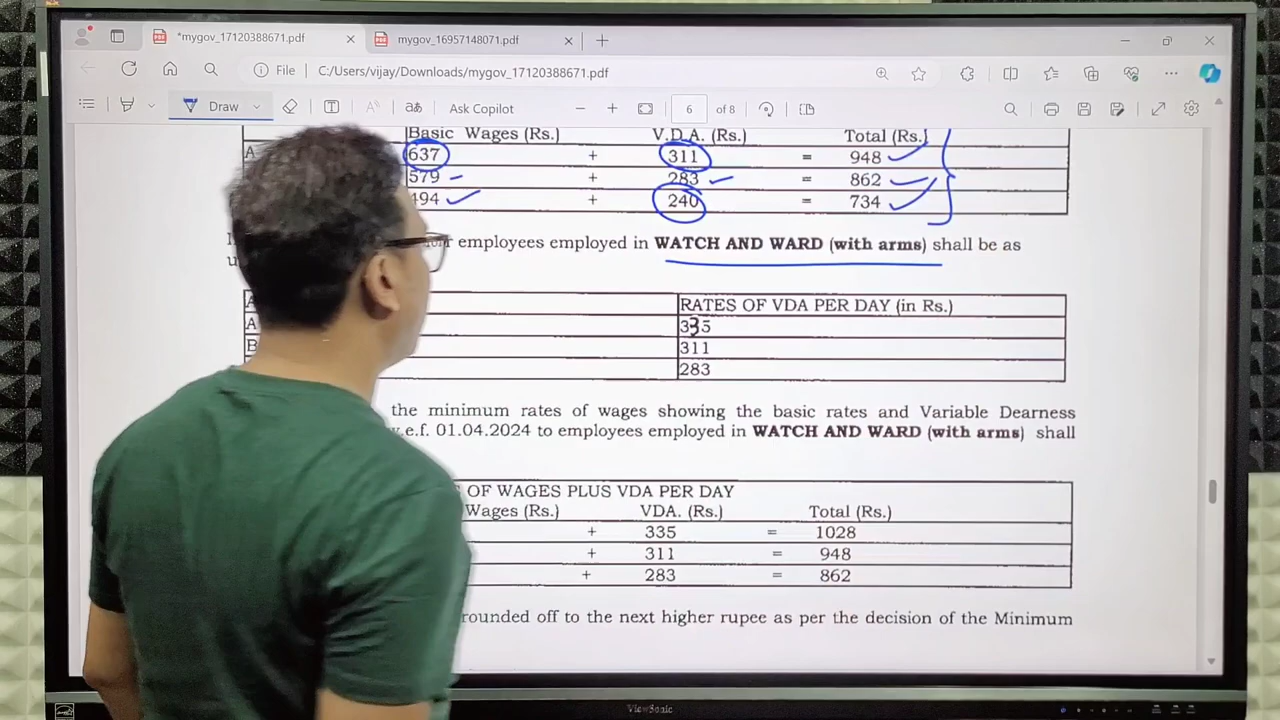 *mygov_17120388671.pdf
mygov_16957148071.pdf
File C:/Users/vijay/Downloads/mygov_17120388671.pdf
Draw
aあ
Ask Copilot
6 of 8
Basic Wages (Rs.) V.D.A. (Rs.) Total (Rs.)
A 637 + 311 = 948
579 + 283 = 862
494 + 240 = 734
employees employed in WATCH AND WARD (with arms) shall be as
A RATES OF VDA PER DAY (in Rs.)
A 335
B 311
283
the minimum rates of wages showing the basic rates and Variable Dearness
w.e.f. 01.04.2024 to employees employed in WATCH AND WARD (with arms) shall
OF WAGES PLUS VDA PER DAY
Wages (Rs.) VDA. (Rs.) Total (Rs.)
+ 335 = 1028
+ 311 = 948
+ 283 = 862
rounded off to the next higher rupee as per the decision of the Minimum
ViewSonic